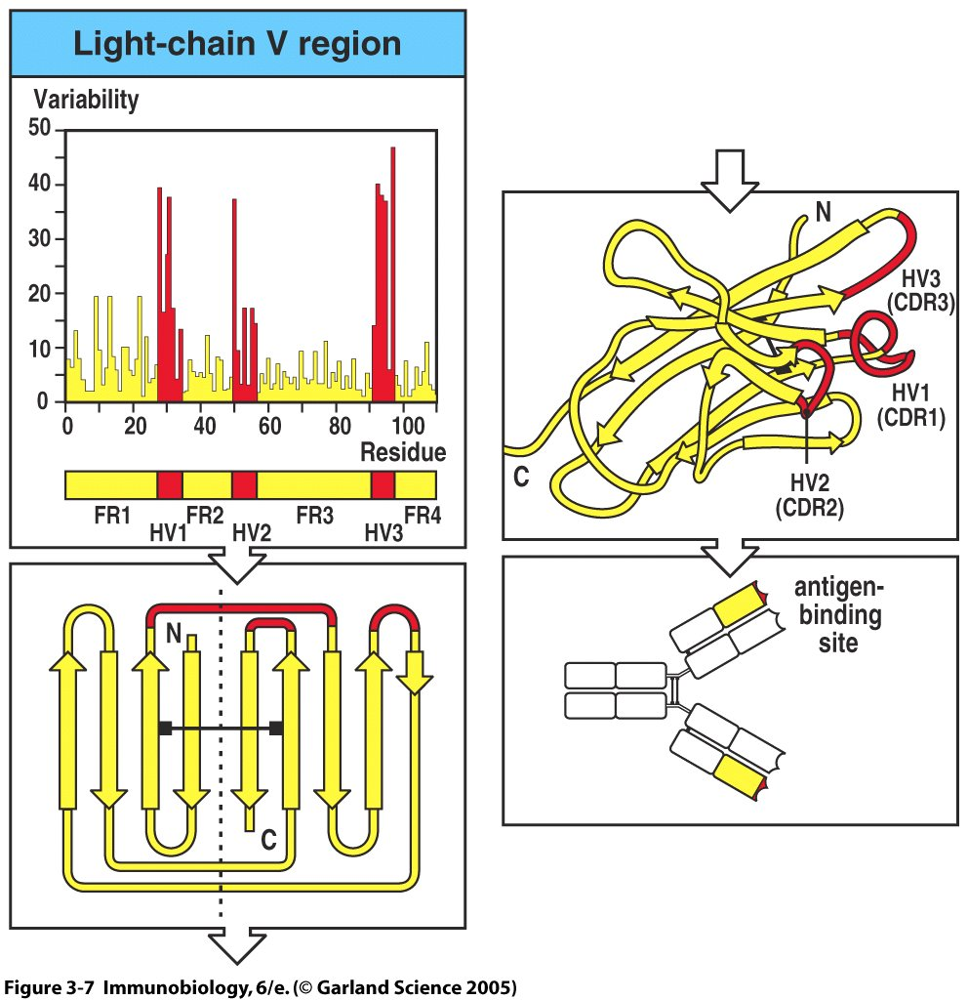 Light-chain V region
Variability
50
40
30
20
10
0
0 20 40 60 80 100
Residue
FR1 FR2 FR3 FR4
HV1 HV2 HV3
N
C
N
HV3
(CDR3)
HV1
(CDR1)
C
HV2
(CDR2)
antigen-
binding
site
Figure 3-7 Immunobiology, 6/e. (© Garland Science 2005)